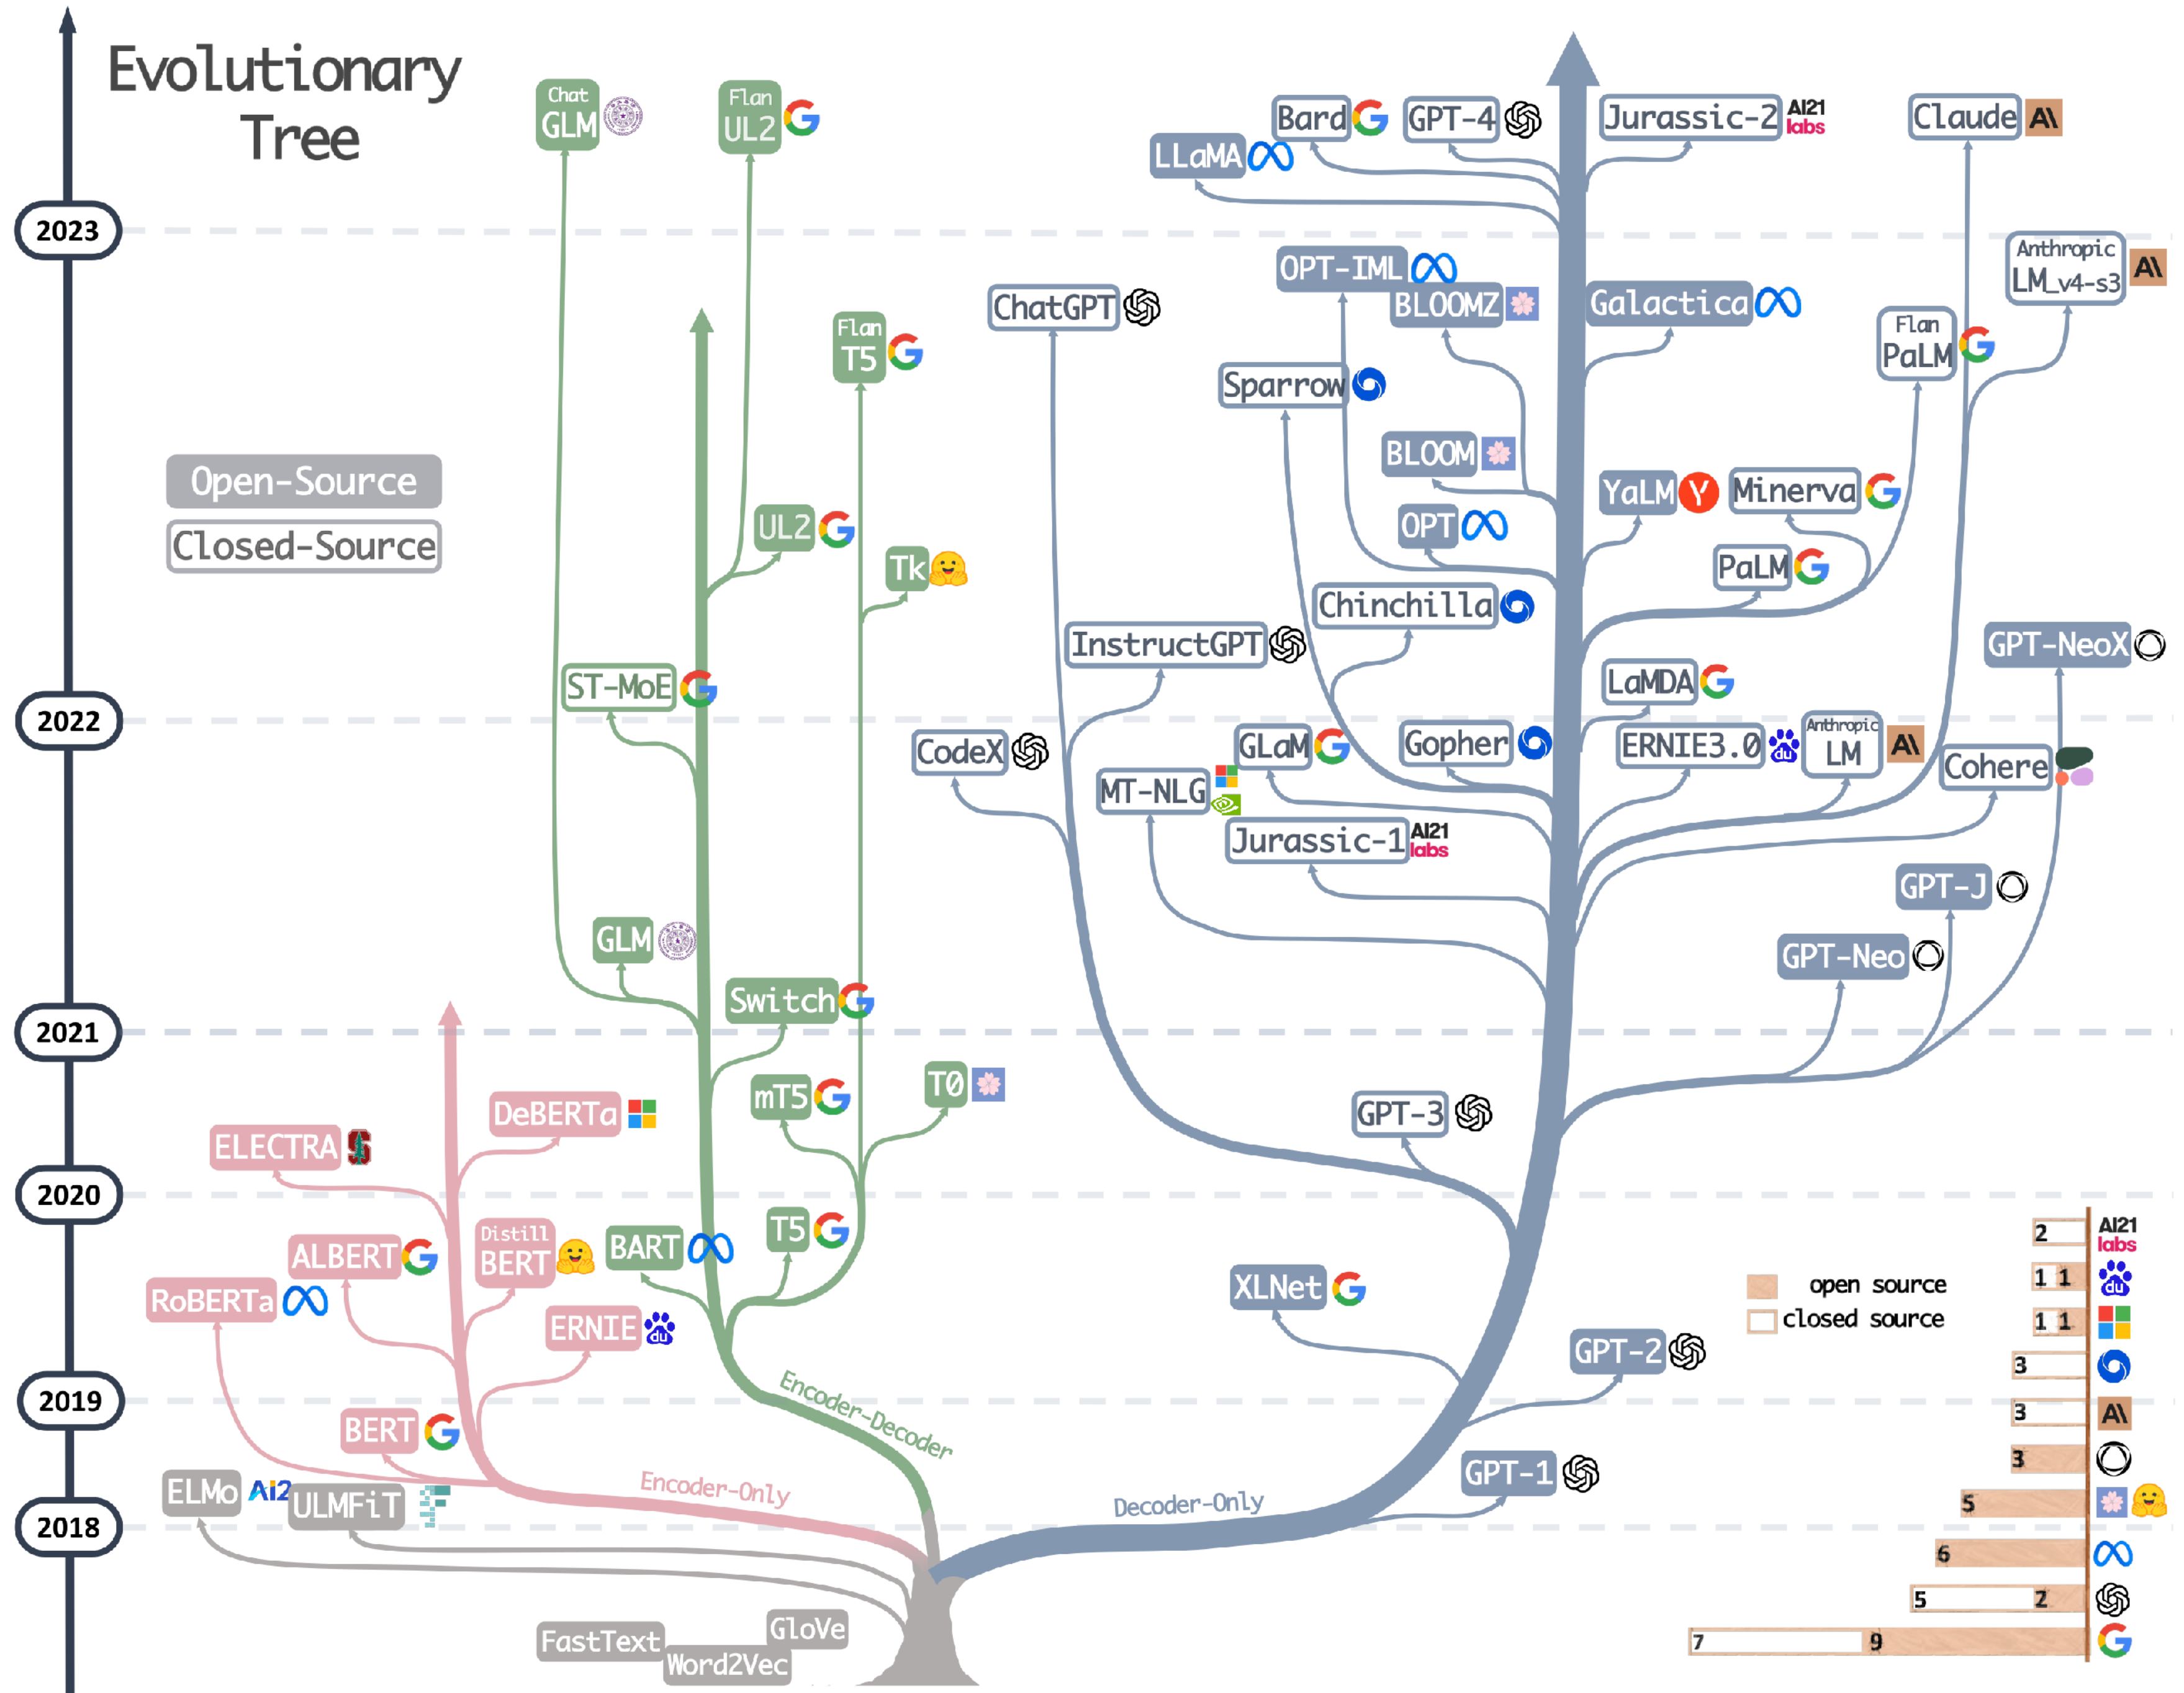 Evolutionary
Tree
2023
2022
2021
2020
2019
2018
Open-Source
Closed-Source
Chat
GLM
Flan
UL2
Bard
GPT-4
Jurassic-2
AI21
labs
Claude
A\
LLaMA
OPT-IML
Anthropic
LM_v4-s3
A\
ChatGPT
BLOOMZ
Galactica
Flan
T5
Flan
PaLM
Sparrow
BLOOM
YaLM
Y
Minerva
UL2
OPT
Tk
PaLM
Chinchilla
InstructGPT
GPT-NeoX
ST-MoE
LaMDA
CodeX
GLaM
Gopher
ERNIE3.0
du
Anthropic
LM
A\
Cohere
MT-NLG
Jurassic-1
AI21
labs
GPT-J
GLM
GPT-Neo
Switch
mT5
T0
DeBERTa
GPT-3
ELECTRA
S
ALBERT
Distill
BERT
BART
T5
RoBERTa
ERNIE
du
XLNet
GPT-2
BERT
Encoder-Decoder
Encoder-Only
Decoder-Only
GPT-1
ELMo
Ai2
ULMFiT
FastText
Word2Vec
GloVe
open source
closed source
2
AI21
labs
1 1
du
1 1
3
3
A\
3
5
6
5 2
7 9